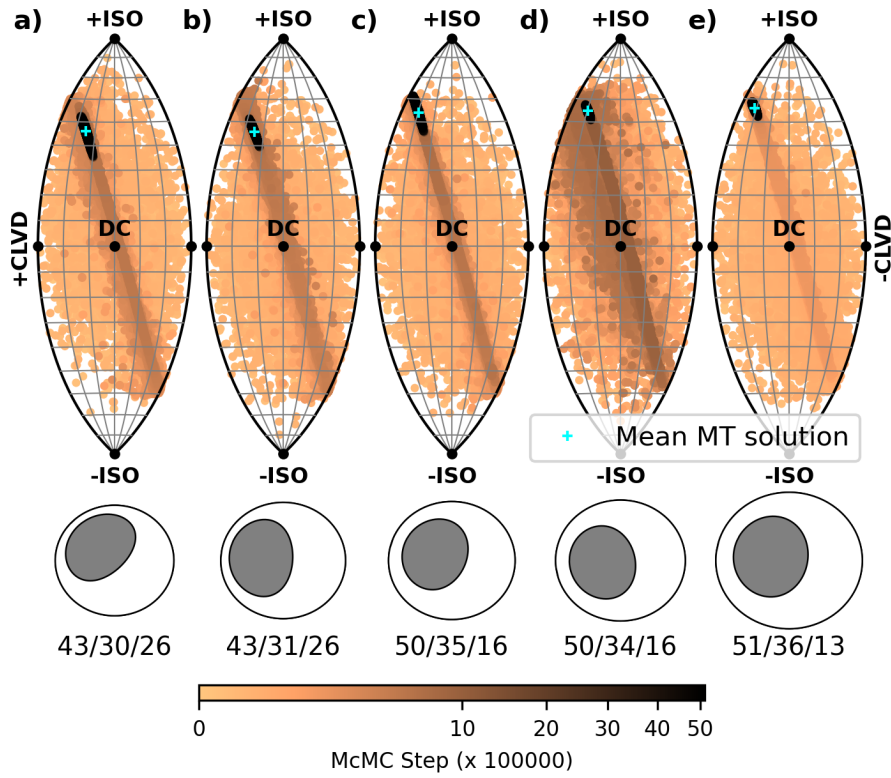 a) b) c) d) e)
+ISO +ISO +ISO +ISO +ISO
DC DC DC DC DC
+CLVD -CLVD
Mean MT solution
-ISO -ISO -ISO -ISO -ISO
43/30/26 43/31/26 50/35/16 50/34/16 51/36/13
0 10 20 30 40 50
McMC Step (x 100000)